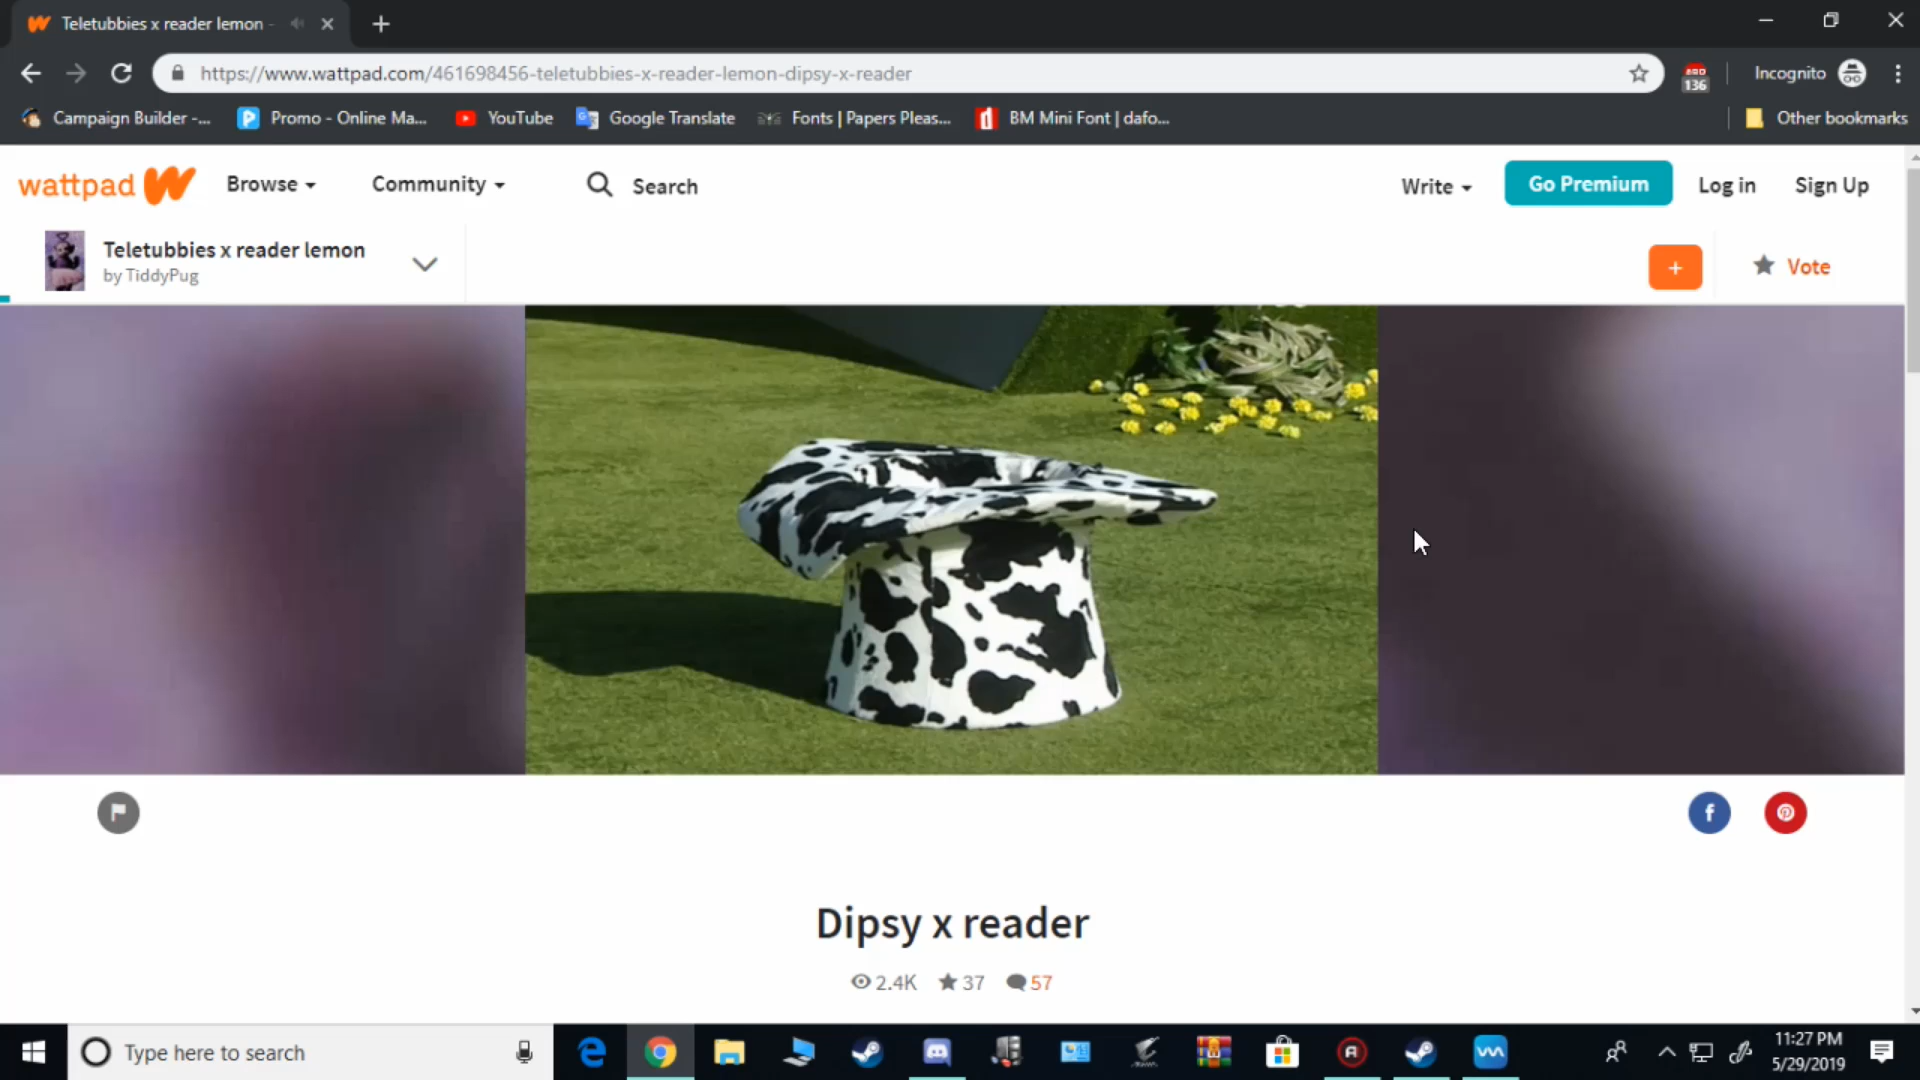 Teletubbies x reader lemon -
https://www.wattpad.com/461698456-teletubbies-x-reader-lemon-dipsy-x-reader
136
Incognito
Campaign Builder -...
Promo - Online Ma...
YouTube
Google Translate
Fonts | Papers Pleas...
BM Mini Font | dafo...
Other bookmarks
wattpad
Browse
Community
Search
Write
Go Premium
Log in
Sign Up
Teletubbies x reader lemon
by TiddyPug
+
Vote
Dipsy x reader
2.4K
37
57
Type here to search
11:27 PM
5/29/2019